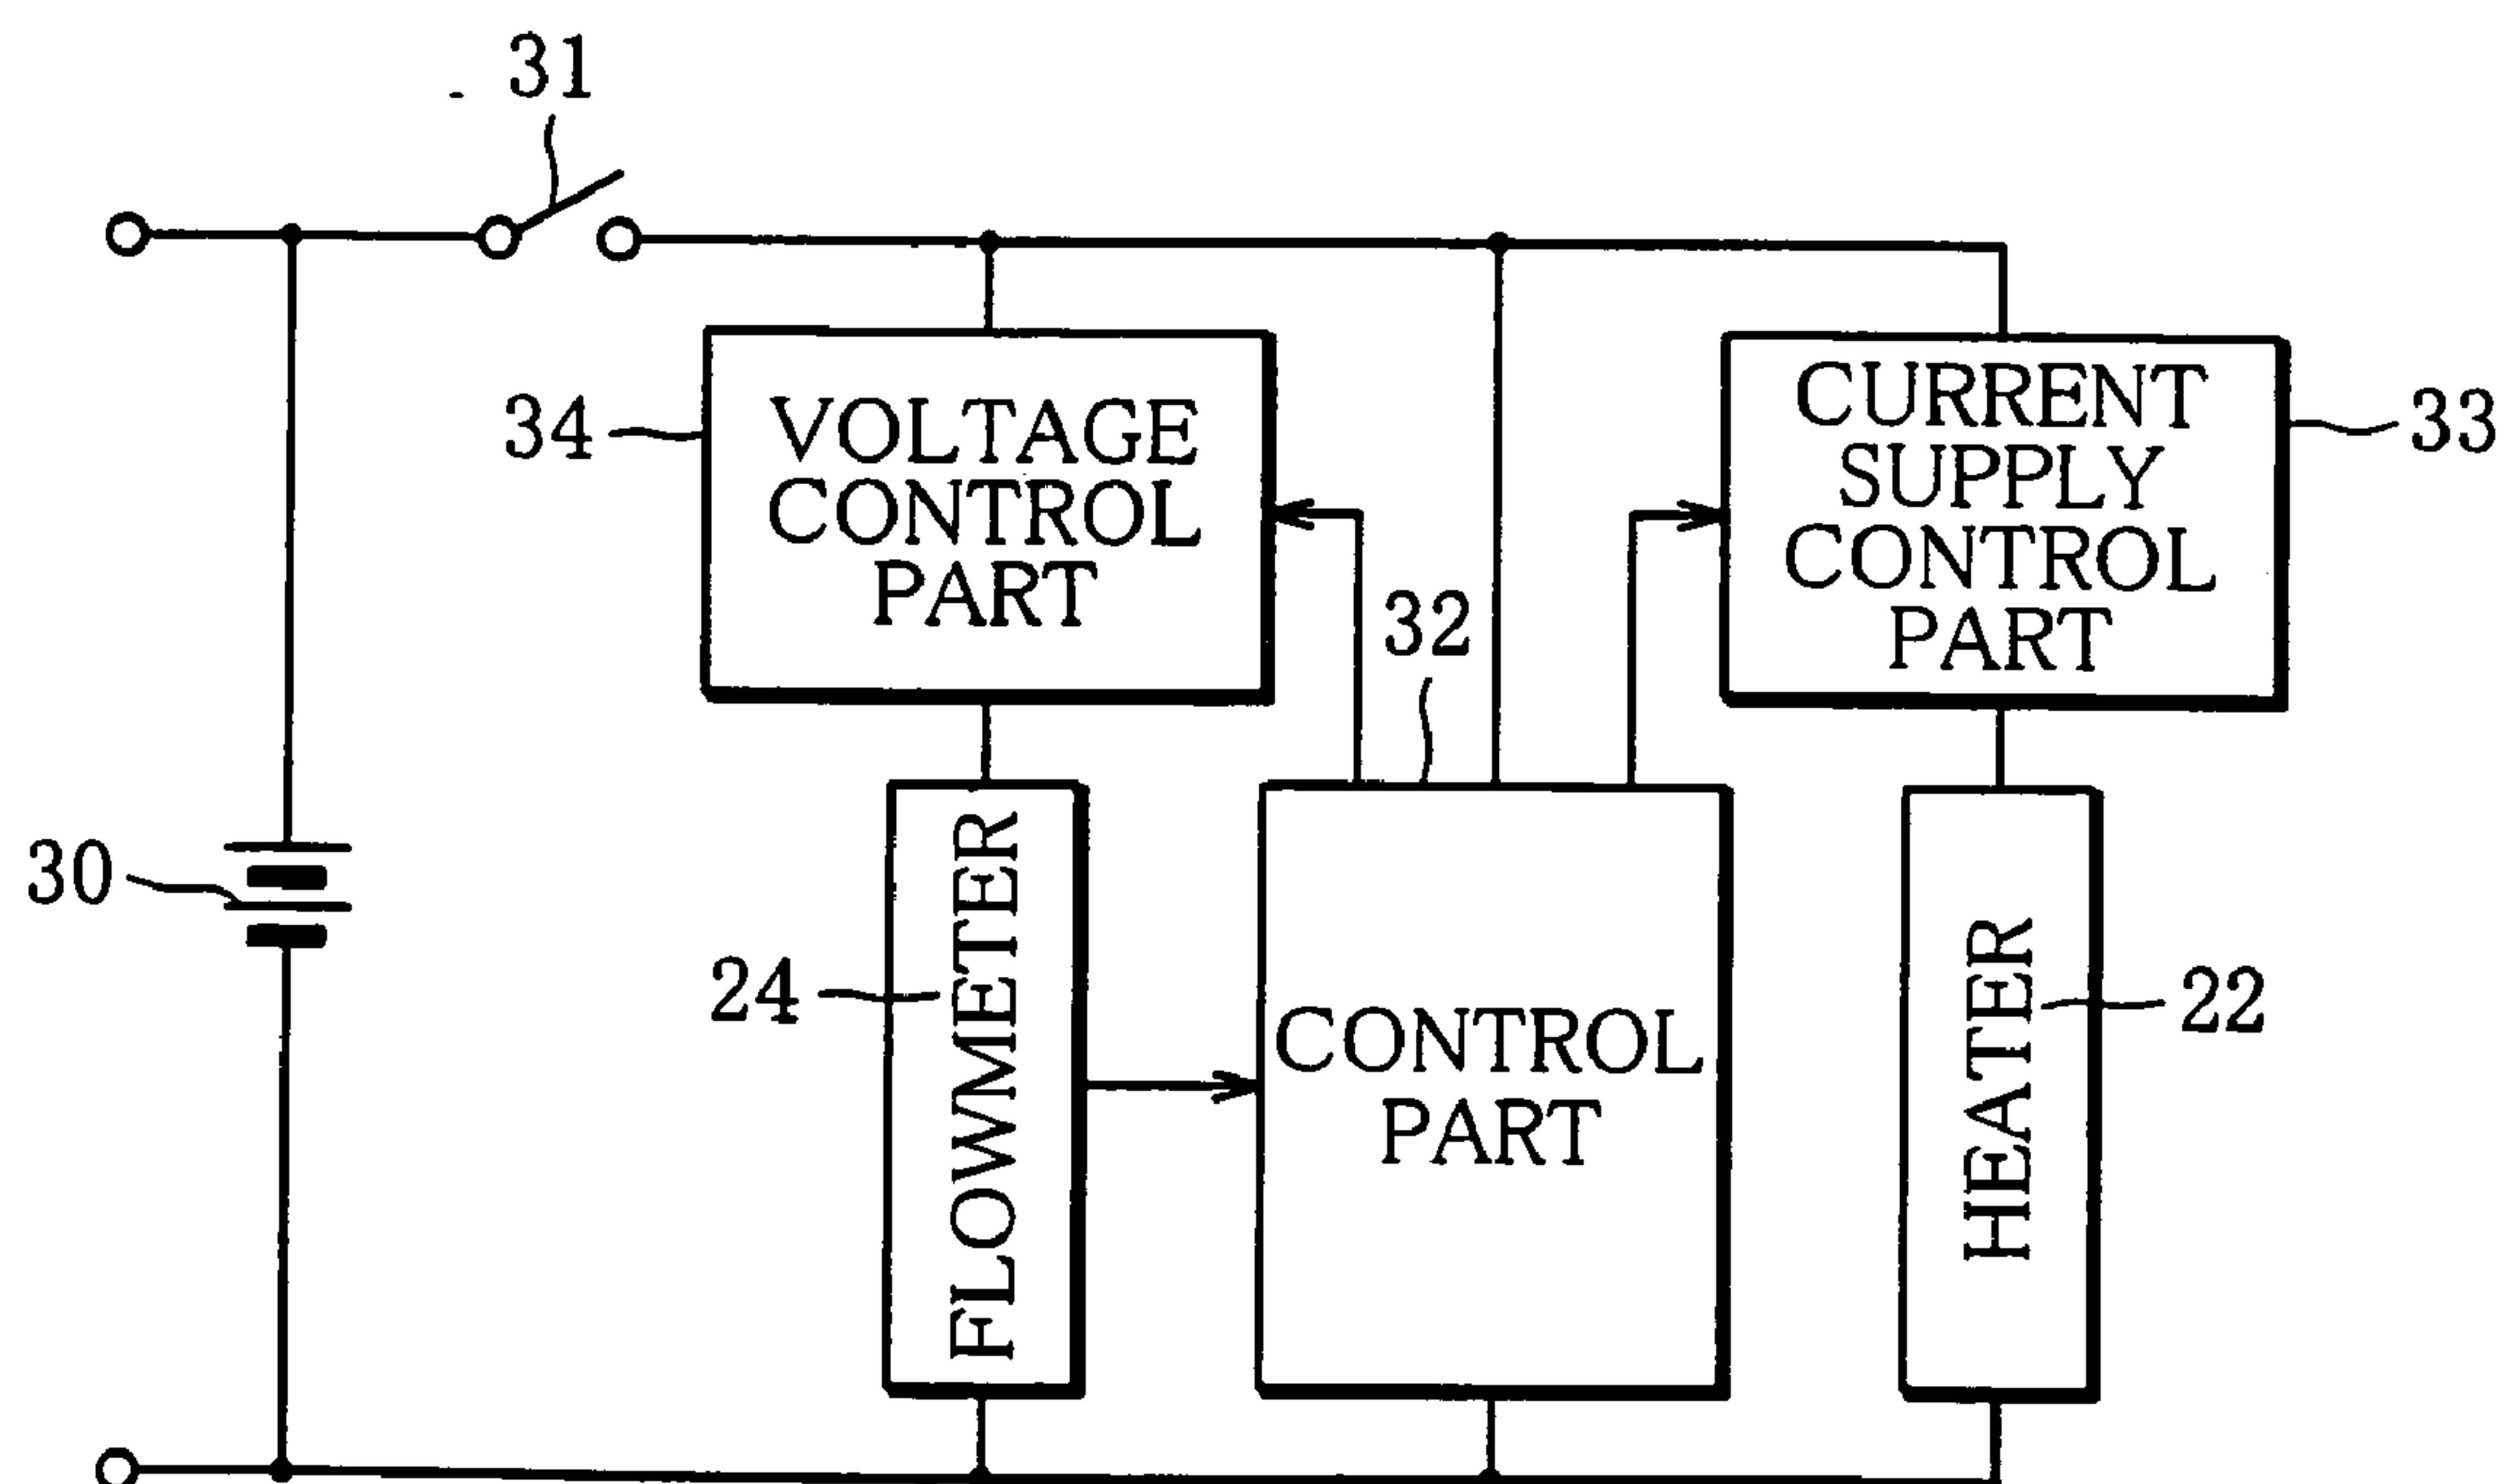 31
34
VOLTAGE
CONTROL
PART
CURRENT
SUPPLY
CONTROL
PART
33
32
30
24
FLOWMETER
CONTROL
PART
HEATER
22